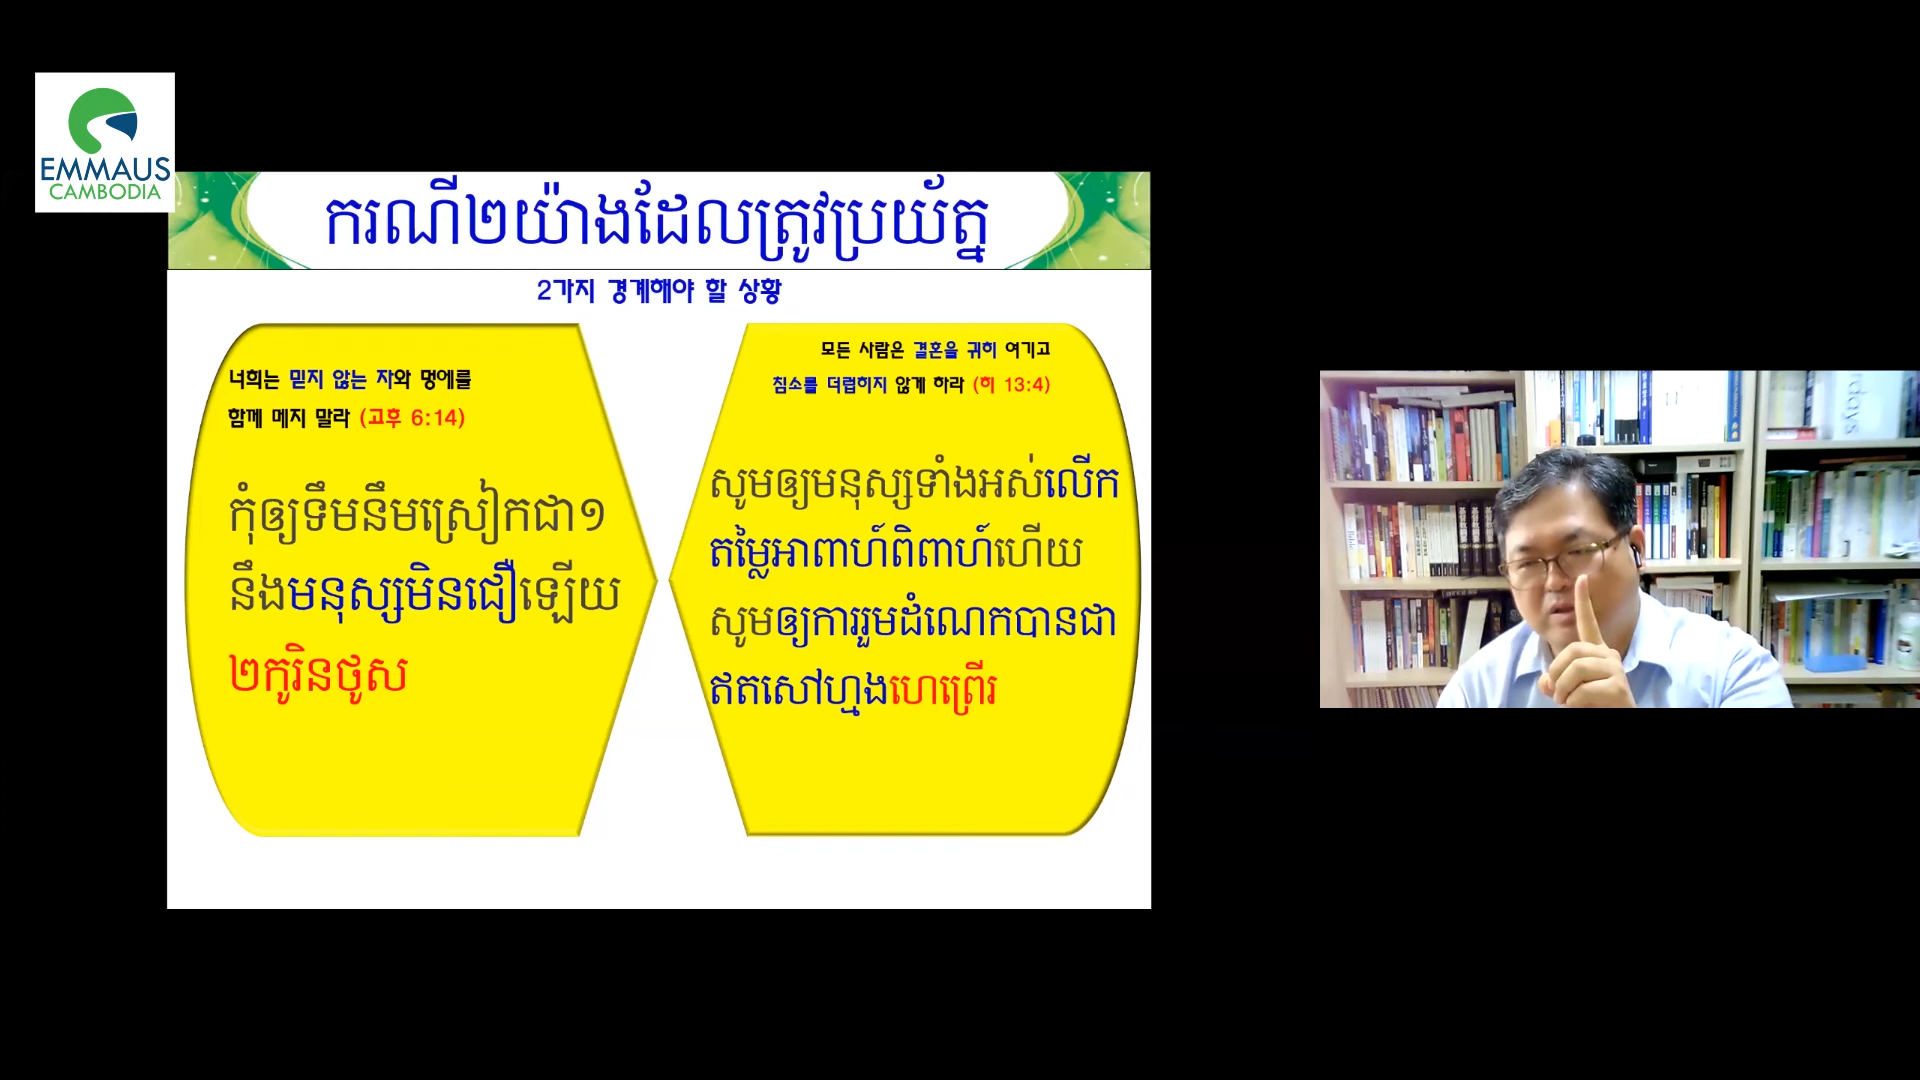 EMMAUS
CAMBODIA
ករណី២យ៉ាងដែលត្រូវប្រយ័ត្ន
2가지 경계해야 할 상황
너희는 믿지 않는 자와 멍에를
함께 메지 말라 (고후 6:14)
កុំឲ្យទឹមនឹមស្រៀកជា១
នឹងមនុស្សមិនជឿឡើយ
២កូរិនថូស
모든 사람은 결혼을 귀히 여기고
침소를 더럽히지 않게 하라 (히 13:4)
សូមឲ្យមនុស្សទាំងអស់លើក
តម្លៃអាពាហ៍ពិពាហ៍ហើយ
សូមឲ្យការរួមដំណេកបានជា
ឥតសៅហ្មងហេព្រើរ